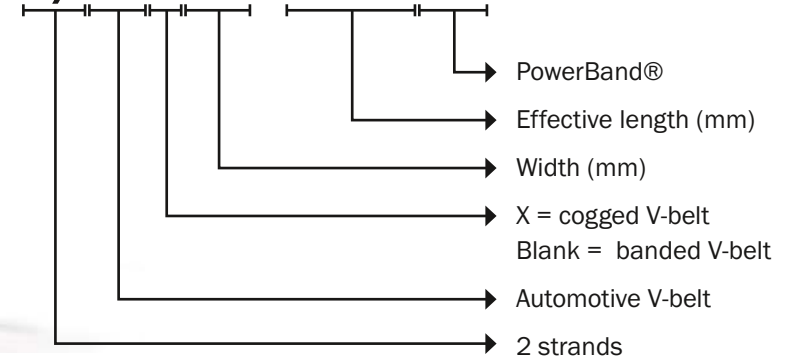 PowerBand®
Effective length (mm)
Width (mm)
X = cogged V-belt
Blank = banded V-belt
Automotive V-belt
2 strands